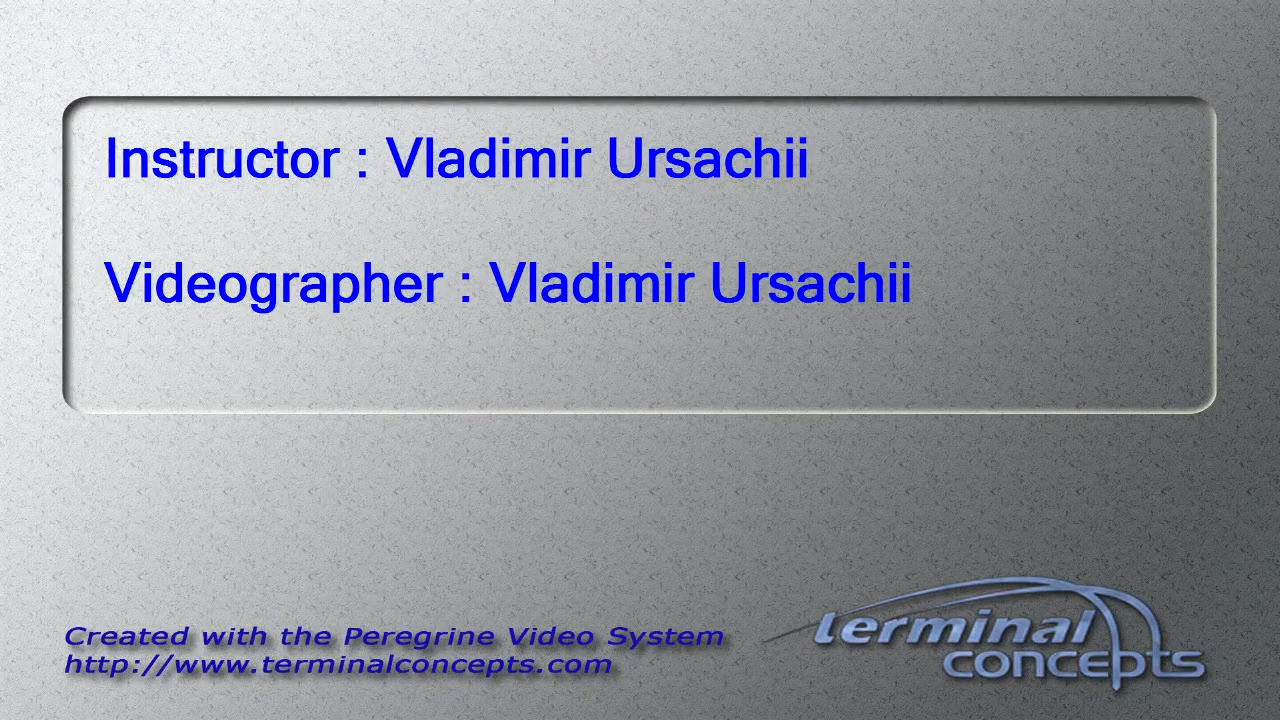 Instructor : Vladimir Ursachii
Videographer : Vladimir Ursachii
Created with the Peregrine Video System
http://www.terminalconcepts.com
terminal
concepts